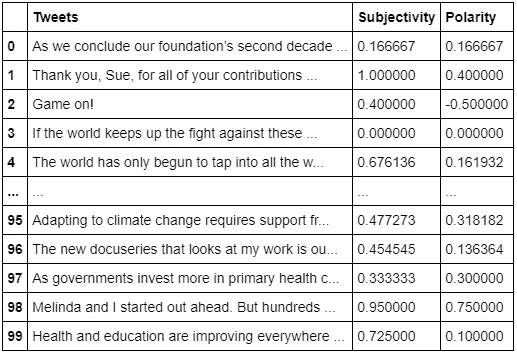 Tweets Subjectivity Polarity
0 As we conclude our foundation’s second decade ... 0.166667 0.166667
1 Thank you, Sue, for all of your contributions ... 1.000000 0.400000
2 Game on! 0.400000 -0.500000
3 If the world keeps up the fight against these ... 0.000000 0.000000
4 The world has only begun to tap into all the w... 0.676136 0.161932
... ... ... ...
95 Adapting to climate change requires support fr... 0.477273 0.318182
96 The new docuseries that looks at my work is ou... 0.454545 0.136364
97 As governments invest more in primary health c... 0.333333 0.300000
98 Melinda and I started out ahead. But hundreds ... 0.950000 0.750000
99 Health and education are improving everywhere ... 0.725000 0.100000